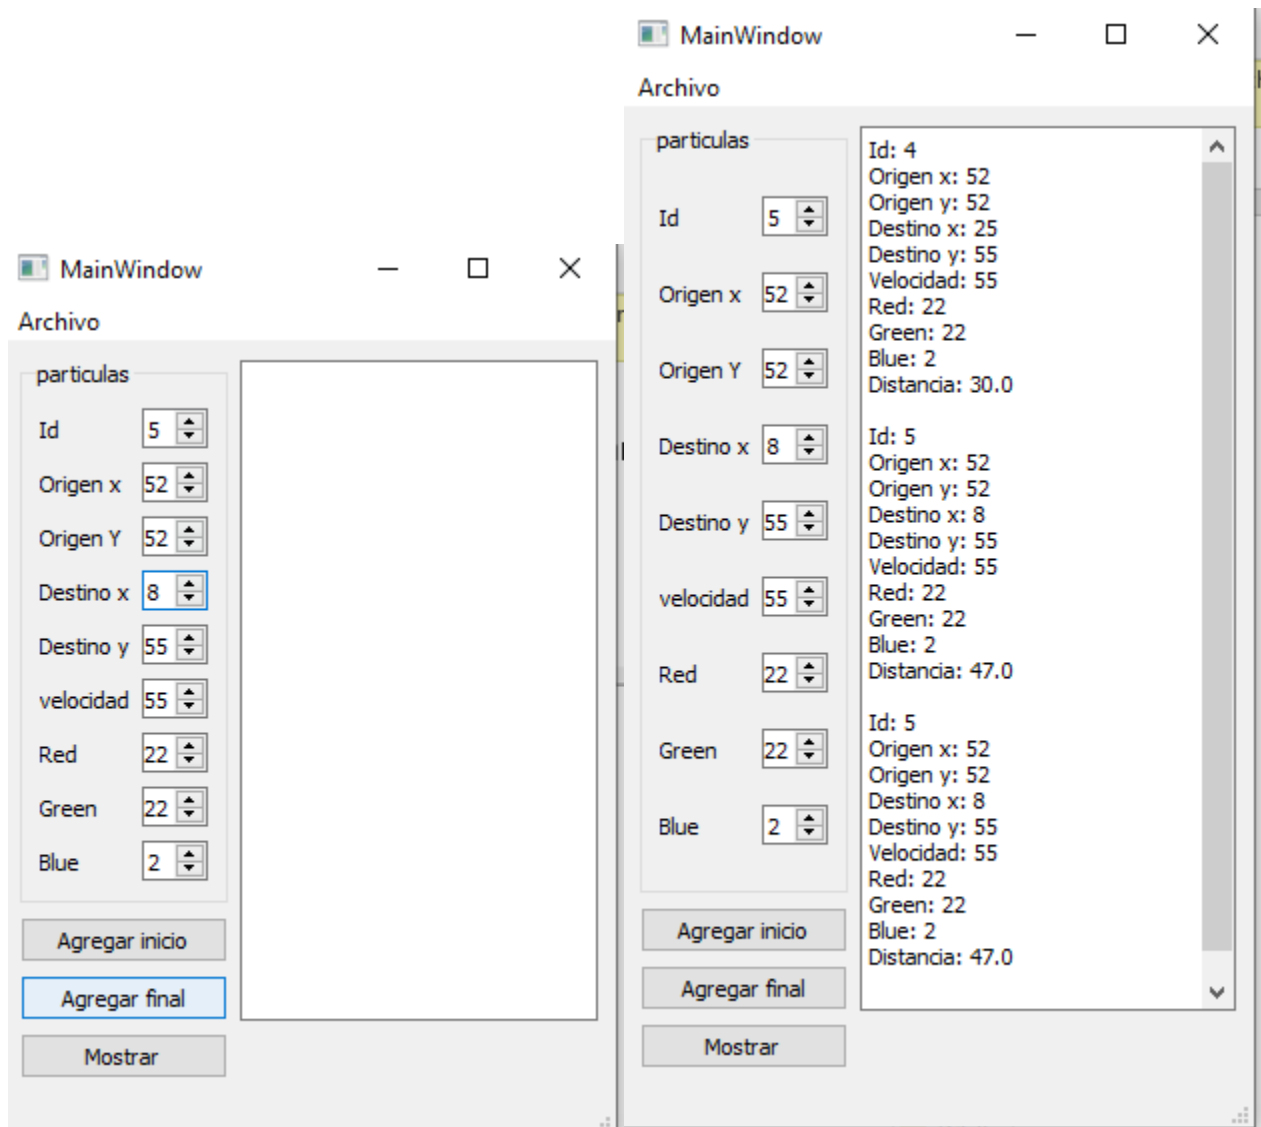 MainWindow
Archivo
particulas
Id 5
Origen x 52
Origen Y 52
Destino x 8
Destino y 55
velocidad 55
Red 22
Green 22
Blue 2
Agregar inicio
Agregar final
Mostrar
MainWindow
Archivo
particulas
Id 5
Origen x 52
Origen Y 52
Destino x 8
Destino y 55
velocidad 55
Red 22
Green 22
Blue 2
Agregar inicio
Agregar final
Mostrar
Id: 4
Origen x: 52
Origen y: 52
Destino x: 25
Destino y: 55
Velocidad: 55
Red: 22
Green: 22
Blue: 2
Distancia: 30.0
Id: 5
Origen x: 52
Origen y: 52
Destino x: 8
Destino y: 55
Velocidad: 55
Red: 22
Green: 22
Blue: 2
Distancia: 47.0
Id: 5
Origen x: 52
Origen y: 52
Destino x: 8
Destino y: 55
Velocidad: 55
Red: 22
Green: 22
Blue: 2
Distancia: 47.0